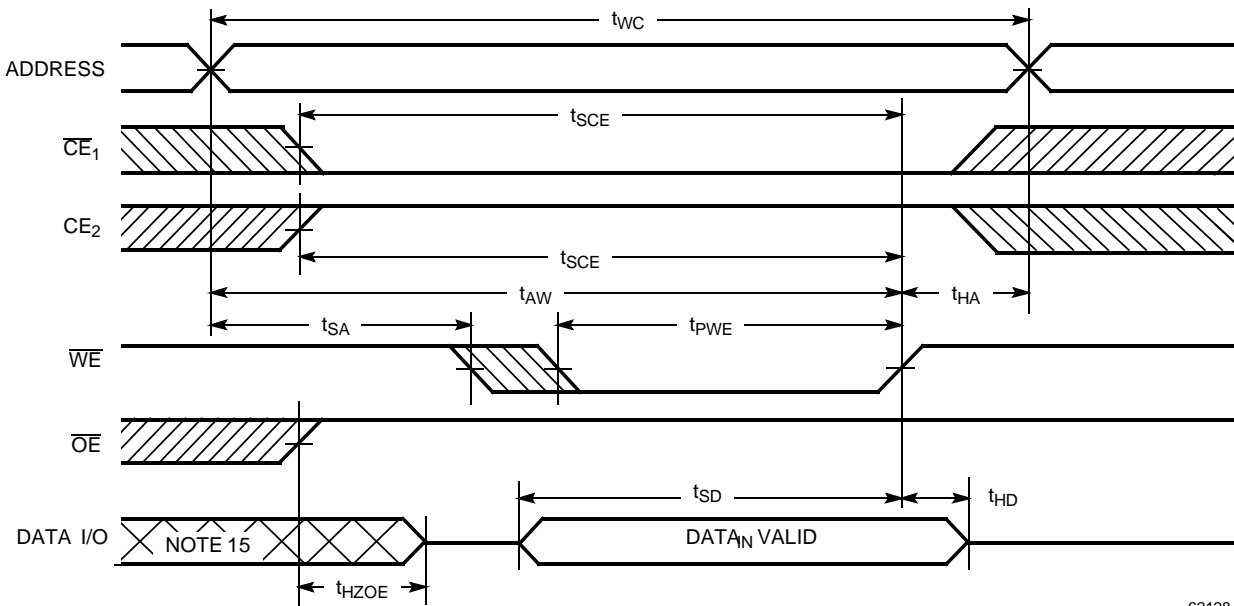 tWC
ADDRESS
tSCE
CE1
CE2
tSCE
tAW
tHA
tSA
tPWE
WE
OE
tSD
tHD
DATA I/O
NOTE 15
DATAIN VALID
tHZOE